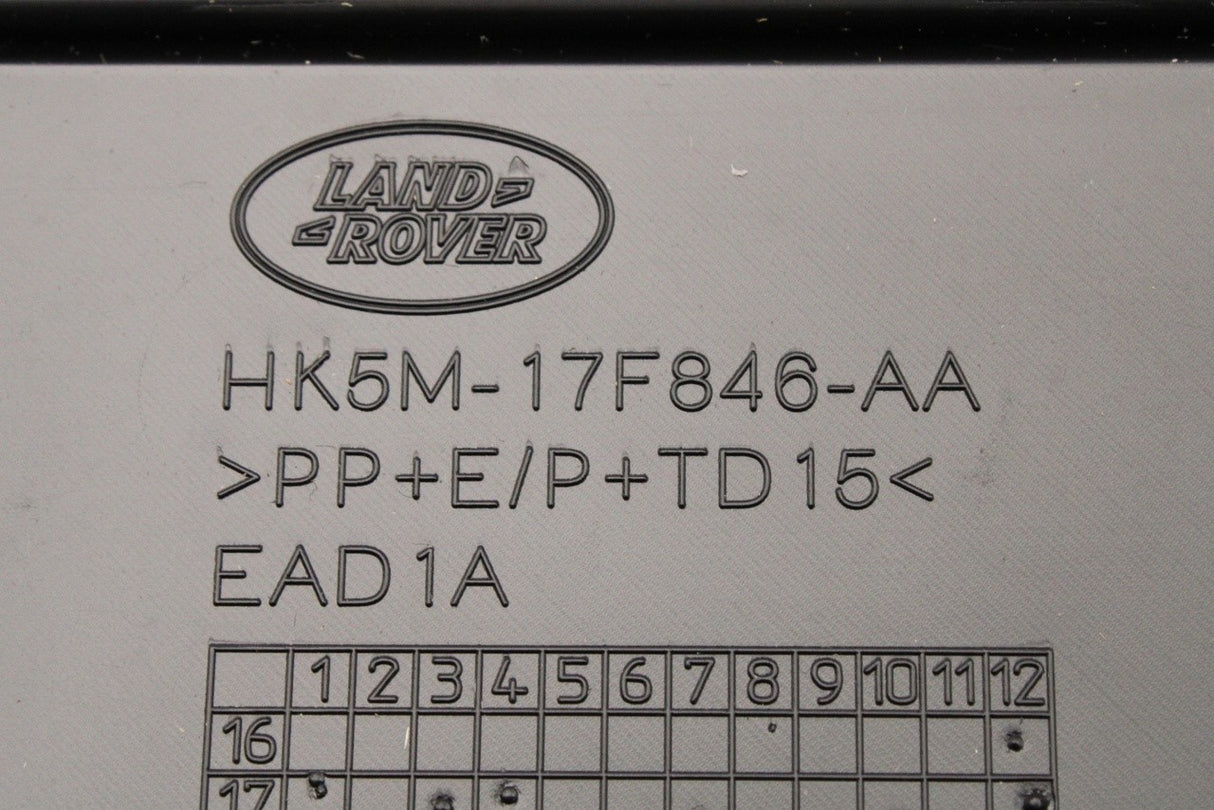 LAND
ROVER
HK5M-17F846-AA
>PP+E/P+TD15<
EAD1A
1 2 3 4 5 6 7 8 9 10 11 12
16
17